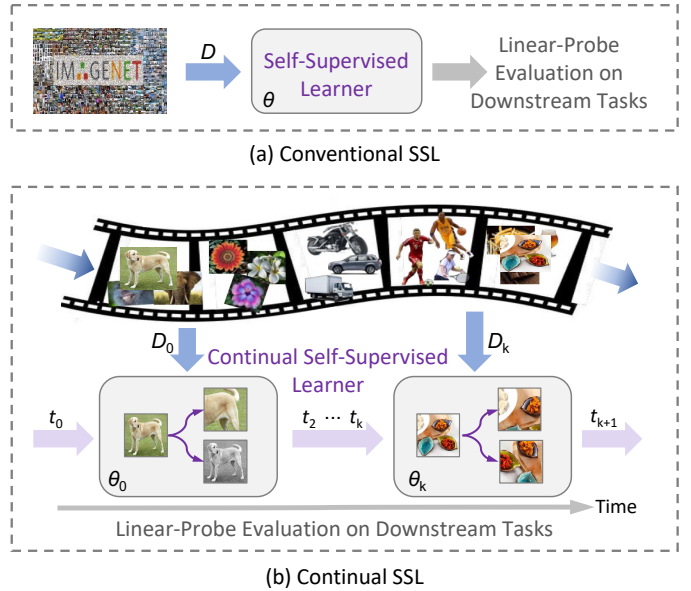 IMAGENET
D
Self-Supervised
Learner
θ
Linear-Probe
Evaluation on
Downstream Tasks
(a) Conventional SSL
D0
Continual Self-Supervised
Learner
Dk
t0
t2 ··· tk
tk+1
θ0
θk
Time
Linear-Probe Evaluation on Downstream Tasks
(b) Continual SSL